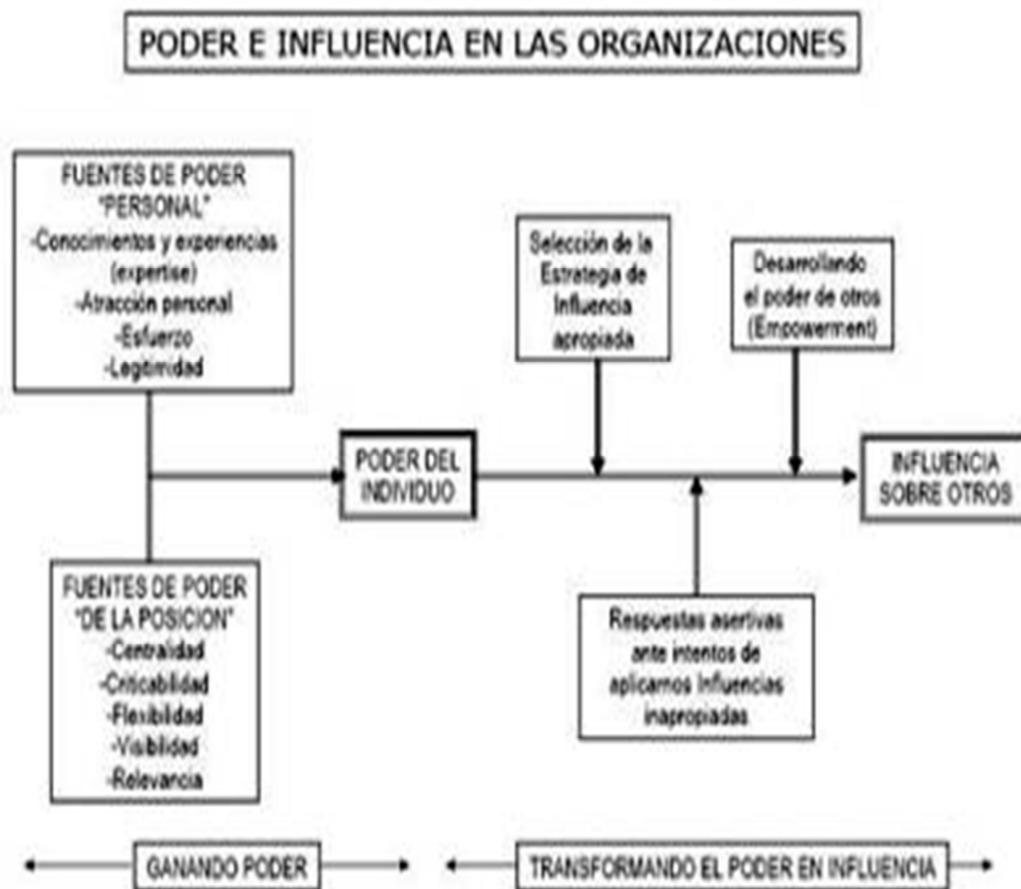 PODER E INFLUENCIA EN LAS ORGANIZACIONES
FUENTES DE PODER
"PERSONAL"
-Conocimientos y experiencias
(expertise)
-Atracción personal
-Esfuerzo
-Legitimidad
Selección de la
Estrategia de
Influencia
apropiada
Desarrollando
el poder de otros
(Empowerment)
PODER DEL
INDIVIDUO
INFLUENCIA
SOBRE OTROS
FUENTES DE PODER
"DE LA POSICION"
-Centralidad
-Criticabilidad
-Flexibilidad
-Visibilidad
-Relevancia
Respuestas asertivas
ante intentos de
aplicarnos Influencias
inapropiadas
GANANDO PODER
TRANSFORMANDO EL PODER EN INFLUENCIA